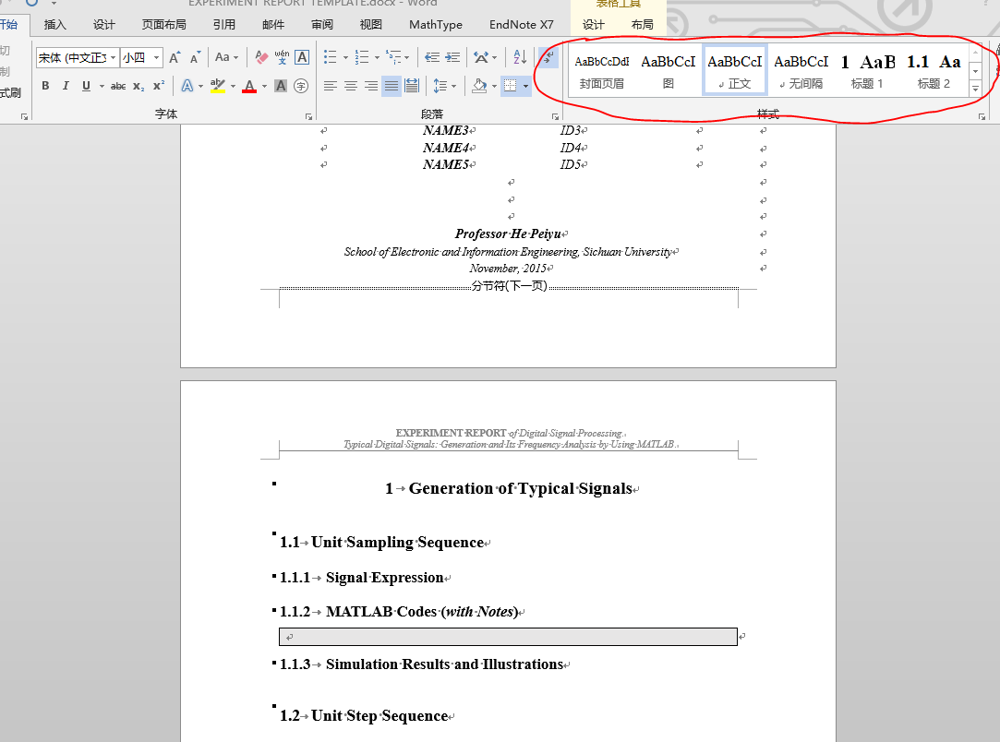 EXPERIMENT REPORT TEMPLATE.docx - Word
表格工具
开始 插入 设计 页面布局 引用 邮件 审阅 视图 MathType EndNote X7 设计 布局
切
制
式刷
宋体 (中文正文 小四 A A Aa wén 文 A
B I U abc x₂ x² A aby A A 字
字体
段落
AaBbCcDdE AaBbCcI AaBbCcI AaBbCcI 1 AaB 1.1 Aa
封面页眉 图 正文 无间隔 标题 1 标题 2
样式
NAME3 ID3
NAME4 ID4
NAME5 ID5
Professor He Peiyu
School of Electronic and Information Engineering, Sichuan University
November, 2015
分节符(下一页)
EXPERIMENT REPORT of Digital Signal Processing.
Typical Digital Signals: Generation and Its Frequency Analysis by Using MATLAB.
1 Generation of Typical Signals
1.1 Unit Sampling Sequence
1.1.1 Signal Expression
1.1.2 MATLAB Codes (with Notes)
1.1.3 Simulation Results and Illustrations
1.2 Unit Step Sequence